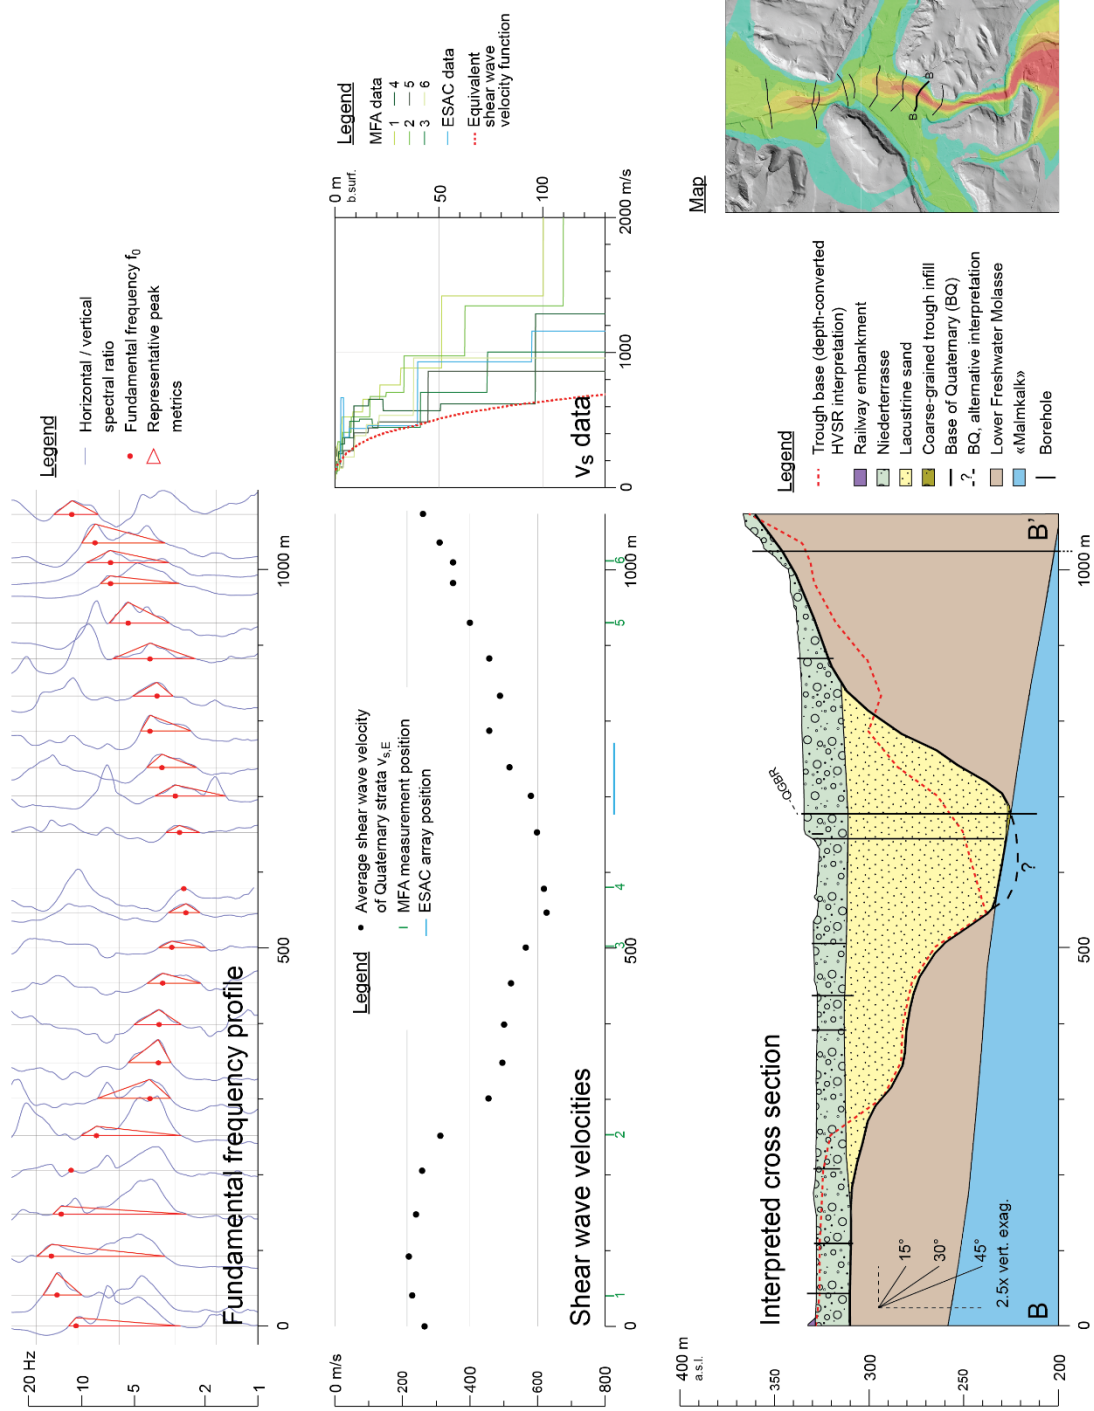 20 Hz
10
5
2
1
Fundamental frequency profile
0
500
1000 m
Legend
Horizontal / vertical
spectral ratio
Fundamental frequency f0
Representative peak
metrics
0 m/s
200
400
600
800
Shear wave velocities
Legend
Average shear wave velocity
of Quaternary strata vs,E
MFA measurement position
ESAC array position
1
2
3
4
5
6
0
500
1000 m
vs data
0 m
b.surf.
50
100
0
1000
2000 m/s
Legend
MFA data
1
4
2
5
3
6
ESAC data
Equivalent
shear wave
velocity function
400 m
a.s.l.
350
300
250
200
Interpreted cross section
QGBR
?
15°
30°
45°
2.5x vert. exag.
B
B'
0
500
1000 m
Legend
Trough base (depth-converted
HVSR interpretation)
Railway embankment
Niederterrasse
Lacustrine sand
Coarse-grained trough infill
Base of Quaternary (BQ)
?
BQ, alternative interpretation
Lower Freshwater Molasse
«Malmkalk»
Borehole
Map
B
B'